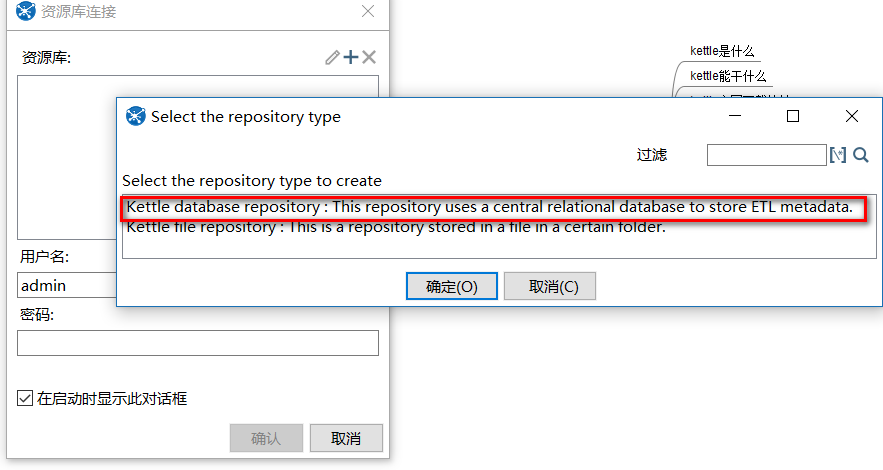 资源库连接
资源库:
kettle是什么
kettle能干什么
Select the repository type
过滤
Select the repository type to create
Kettle database repository : This repository uses a central relational database to store ETL metadata.
Kettle file repository : This is a repository stored in a file in a certain folder.
确定(O)
取消(C)
用户名:
admin
密码:
在启动时显示此对话框
确认
取消